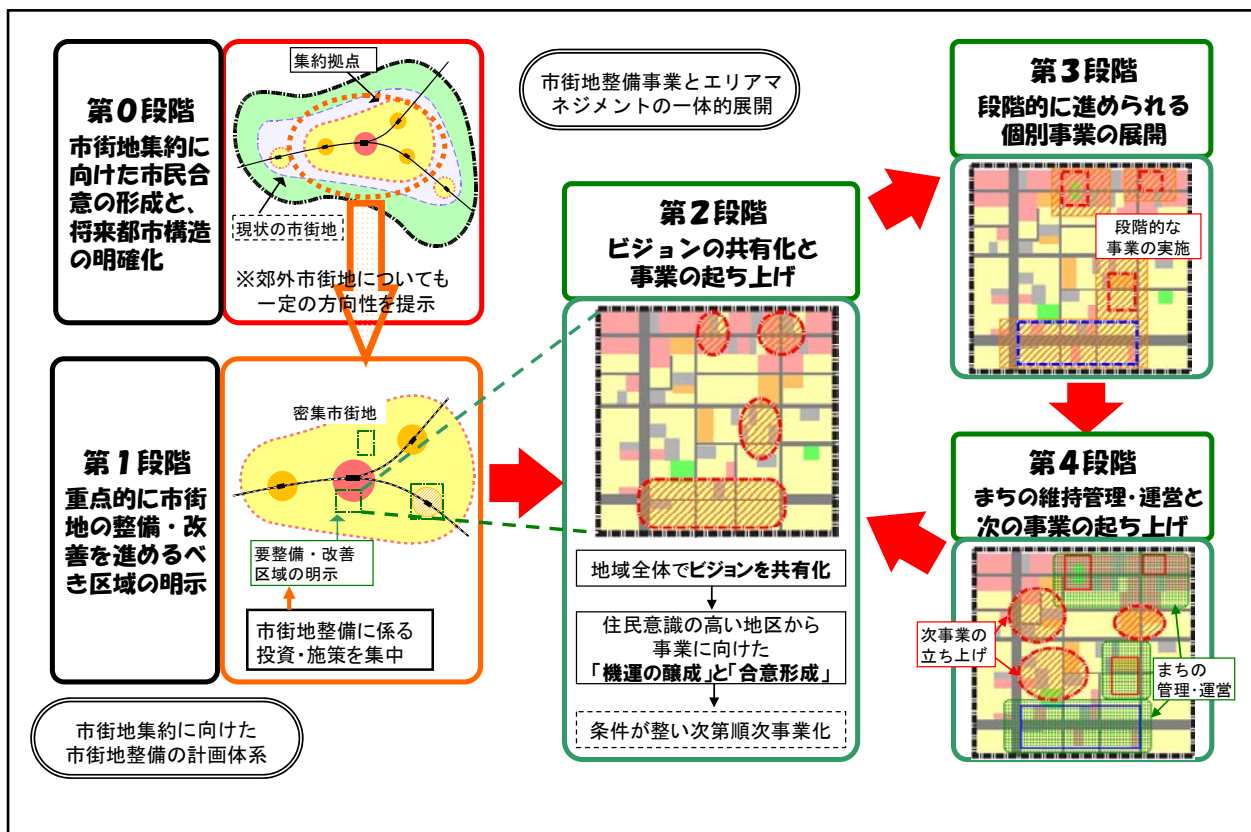 第0段階
市街地集約に
向けた市民合
意の形成と、
将来都市構造
の明確化
集約拠点
現状の市街地
※郊外市街地についても
一定の方向性を提示
第1段階
重点的に市街
地の整備・改
善を進めるべ
き区域の明示
密集市街地
要整備・改善
区域の明示
市街地整備に係る
投資・施策を集中
市街地集約に向けた
市街地整備の計画体系
市街地整備事業とエリアマ
ネジメントの一体的展開
第2段階
ビジョンの共有化と
事業の起ち上げ
地域全体でビジョンを共有化
住民意識の高い地区から
事業に向けた
「機運の醸成」と「合意形成」
条件が整い次第順次事業化
第3段階
段階的に進められる
個別事業の展開
段階的な
事業の実施
第4段階
まちの維持管理・運営と
次の事業の起ち上げ
次事業の
立ち上げ
まちの
管理・運営